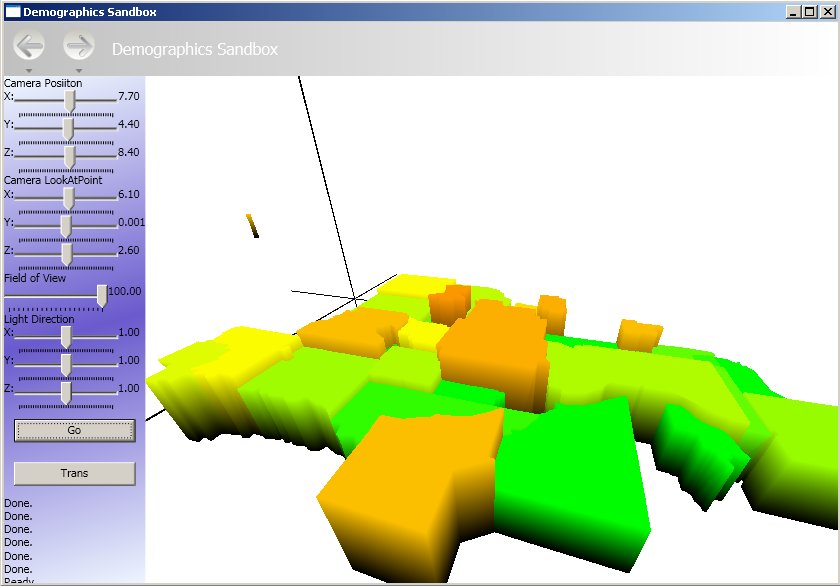 Demographics Sandbox
Demographics Sandbox
Camera Posiiton
X: 7.70
Y: 4.40
Z: 8.40
Camera LookAtPoint
X: 6.10
Y: 0.001
Z: 2.60
Field of View
100.00
Light Direction
X: 1.00
Y: 1.00
Z: 1.00
Go
Trans
Done.
Done.
Done.
Done.
Done.
Done.
Ready